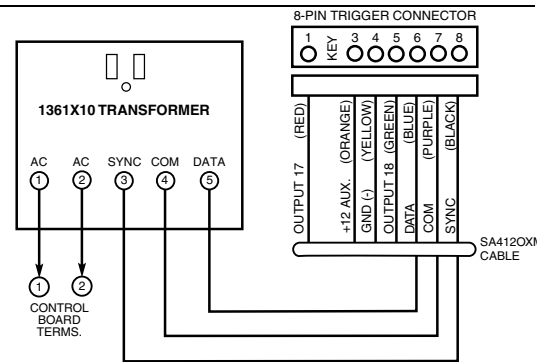 8-PIN TRIGGER CONNECTOR
1 KEY 3 4 5 6 7 8
1361X10 TRANSFORMER
AC AC SYNC COM DATA
1 2 3 4 5
OUTPUT 17 (RED)
+12 AUX. (ORANGE)
GND (-) (YELLOW)
OUTPUT 18 (GREEN)
DATA (BLUE)
COM (PURPLE)
SYNC (BLACK)
SA412OXM
CABLE
1 2
CONTROL
BOARD
TERMS.